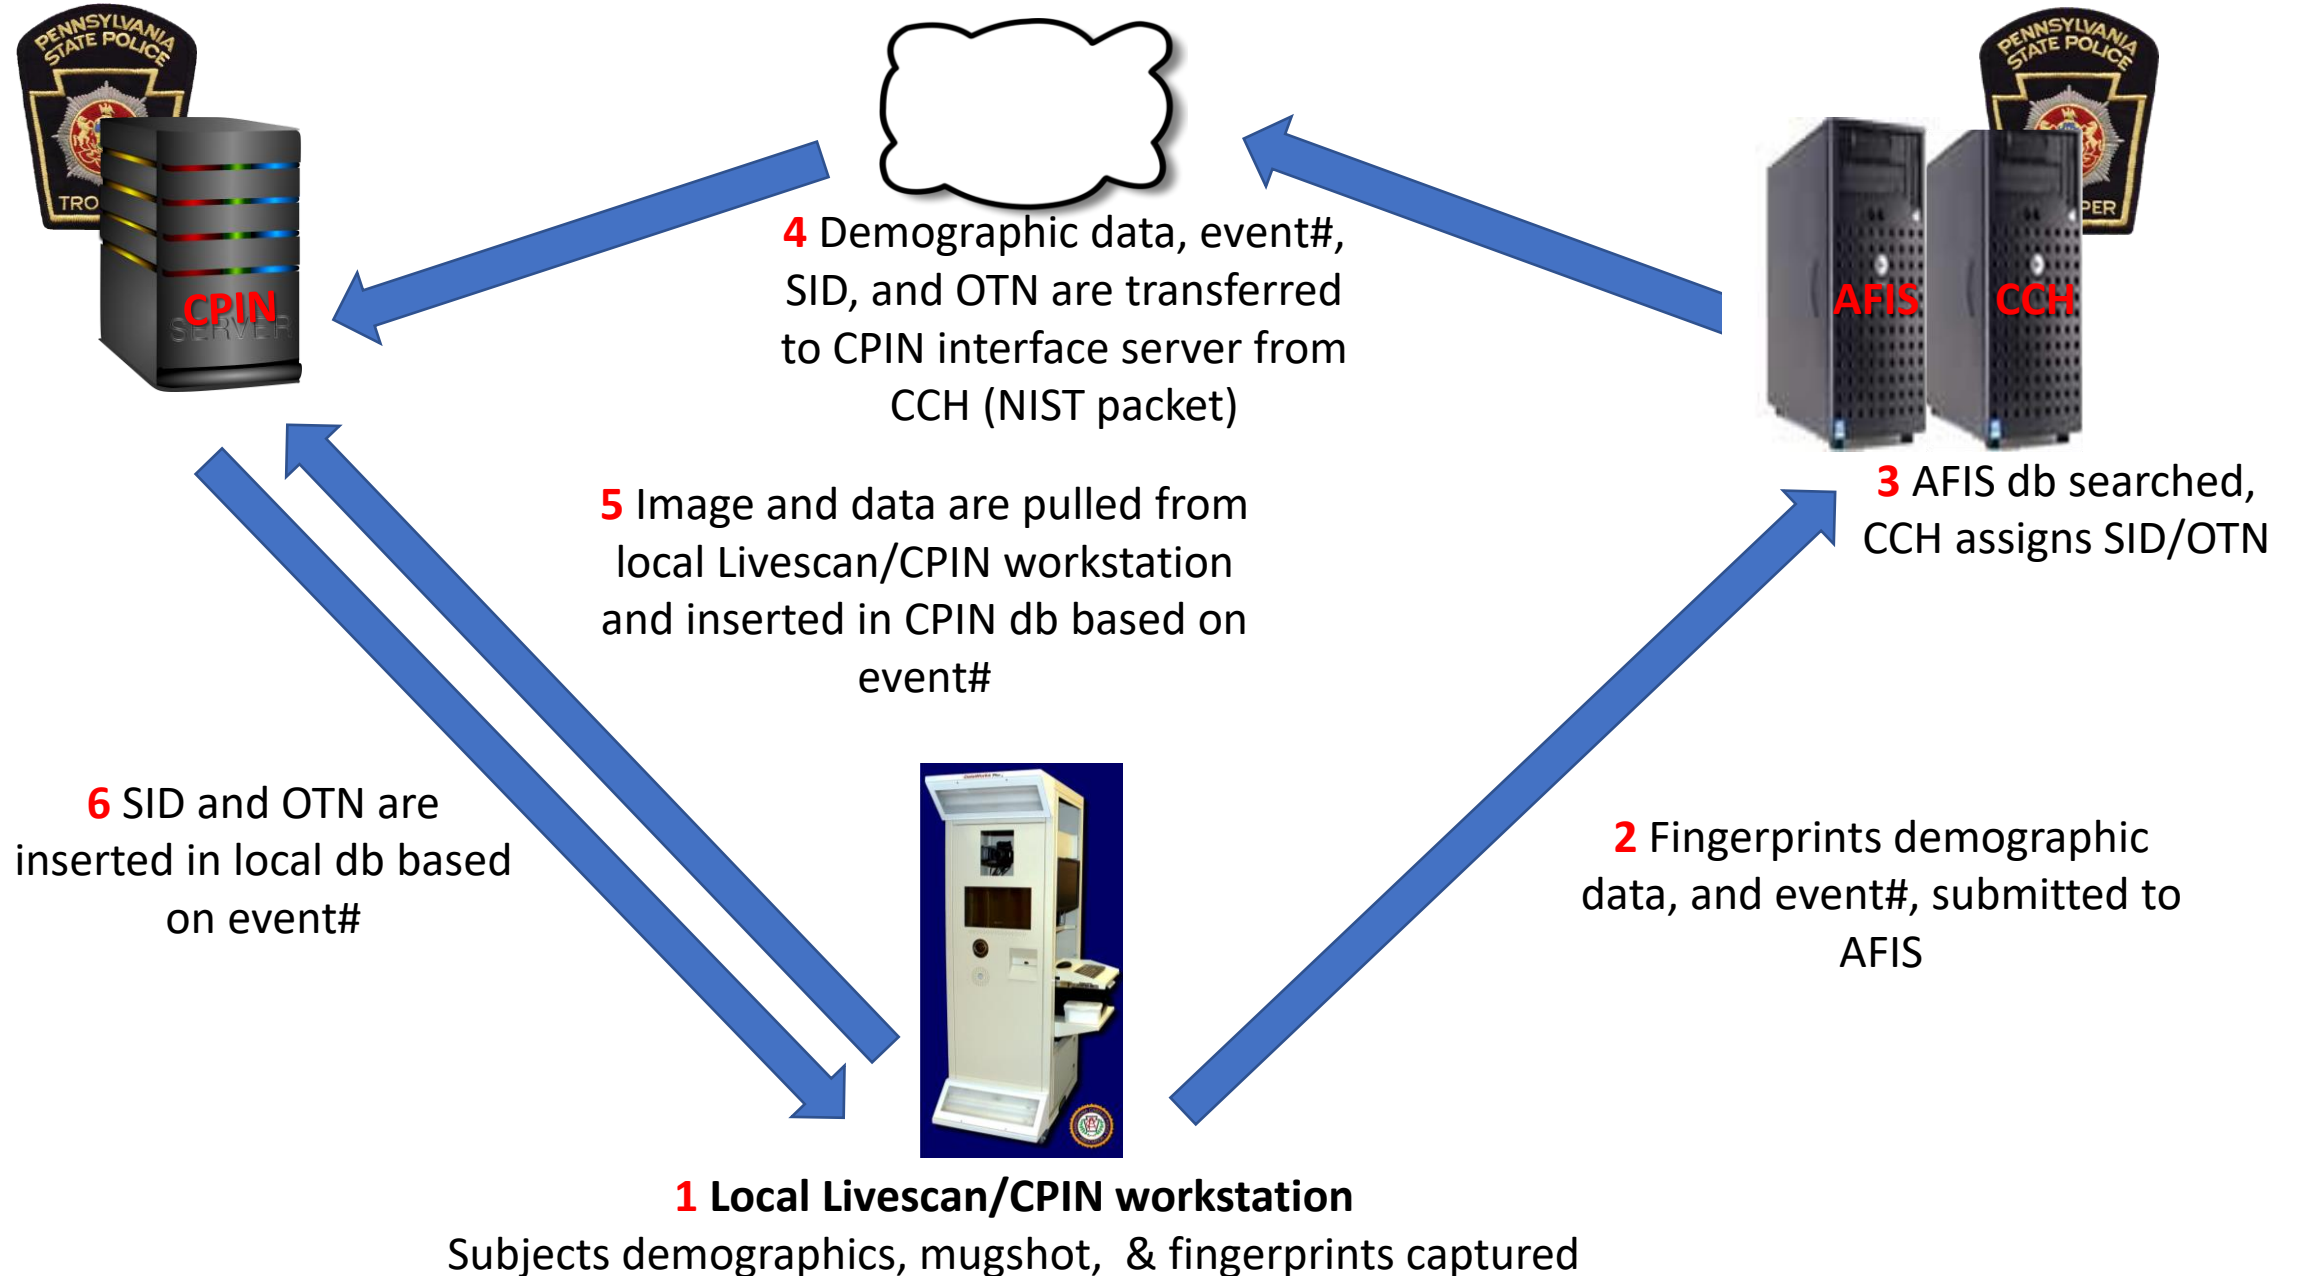 PENNSYLVANIA
STATE POLICE
TRO
CPIN
SERVER
PENNSYLVANIA
STATE POLICE
PER
AFIS
CCH
4 Demographic data, event#,
SID, and OTN are transferred
to CPIN interface server from
CCH (NIST packet)
3 AFIS db searched,
CCH assigns SID/OTN
5 Image and data are pulled from
local Livescan/CPIN workstation
and inserted in CPIN db based on
event#
6 SID and OTN are
inserted in local db based
on event#
2 Fingerprints demographic
data, and event#, submitted to
AFIS
1 Local Livescan/CPIN workstation
Subjects demographics, mugshot,  & fingerprints captured